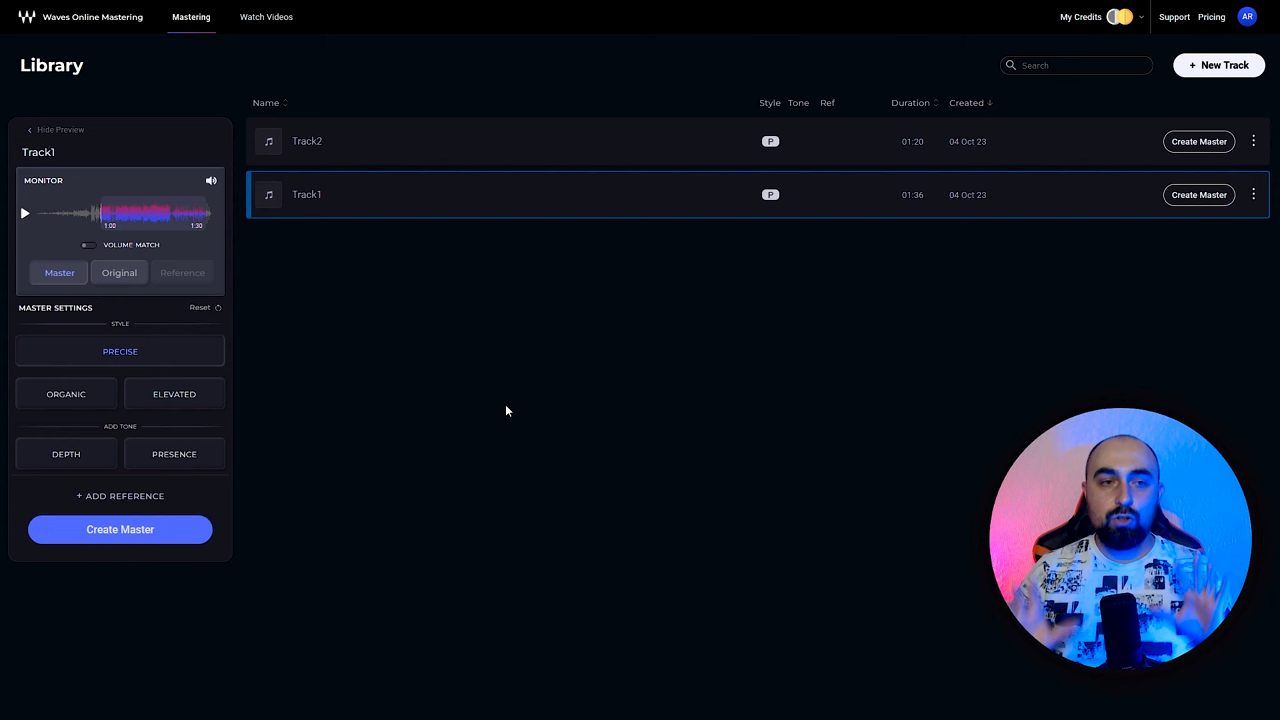 Waves Online Mastering
Mastering
Watch Videos
My Credits
Support
Pricing
AR
Library
Search
+ New Track
Name
Style
Tone
Ref
Duration
Created
Hide Preview
Track1
MONITOR
1:00
1:30
VOLUME MATCH
Master
Original
Reference
MASTER SETTINGS
Reset
STYLE
PRECISE
ORGANIC
ELEVATED
ADD TONE
DEPTH
PRESENCE
+ ADD REFERENCE
Create Master
Track2
P
01:20
04 Oct 23
Create Master
Track1
P
01:36
04 Oct 23
Create Master